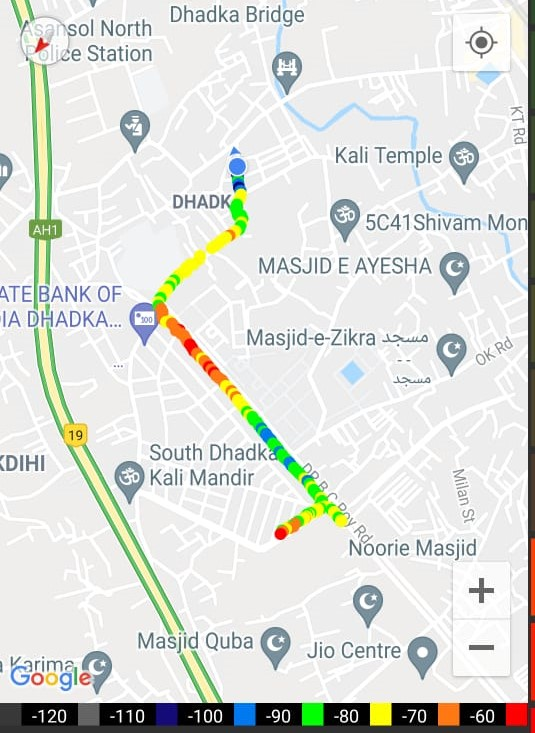 Dhadka Bridge
Asansol North
Police Station
KT Rd
Kali Temple
DHADK
5C41Shivam Mon
AH1
MASJID E AYESHA
ATE BANK OF
DIA DHADKA...
100
Masjid-e-Zikra مسجد
--
مسجد
OK Rd
...
19
KDIHI
South Dhadka
Kali Mandir
DR B C Roy Rd
Milan St
Noorie Masjid
+
−
Masjid Quba
Jio Centre
a Karima
Google
-120 -110 -100 -90 -80 -70 -60